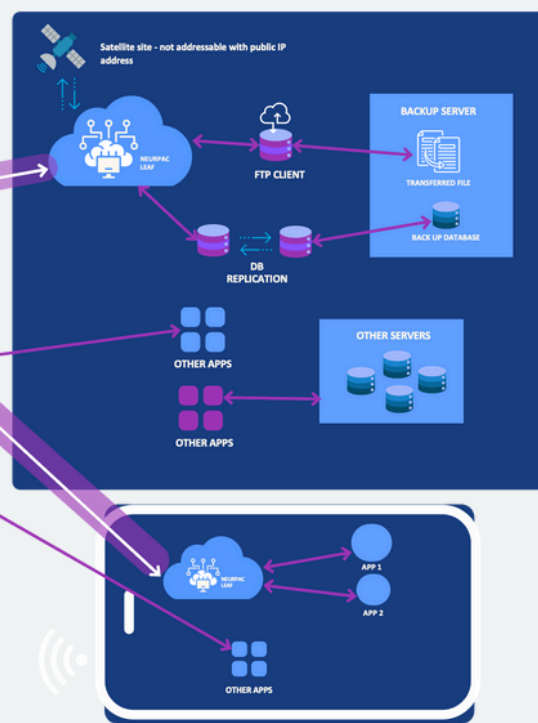 Satellite site - not addressable with public IP
address
NEURPAC
LEAF
FTP CLIENT
BACKUP SERVER
TRANSFERRED FILE
BACK UP DATABASE
DB
REPLICATION
OTHER APPS
OTHER SERVERS
OTHER APPS
NEURPAC
LEAF
APP 1
APP 2
OTHER APPS